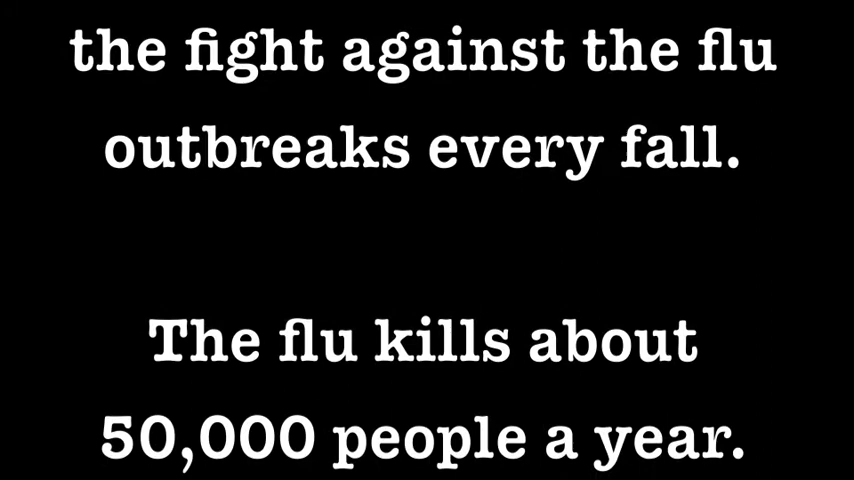 the fight against the flu
outbreaks every fall.
The flu kills about
50,000 people a year.